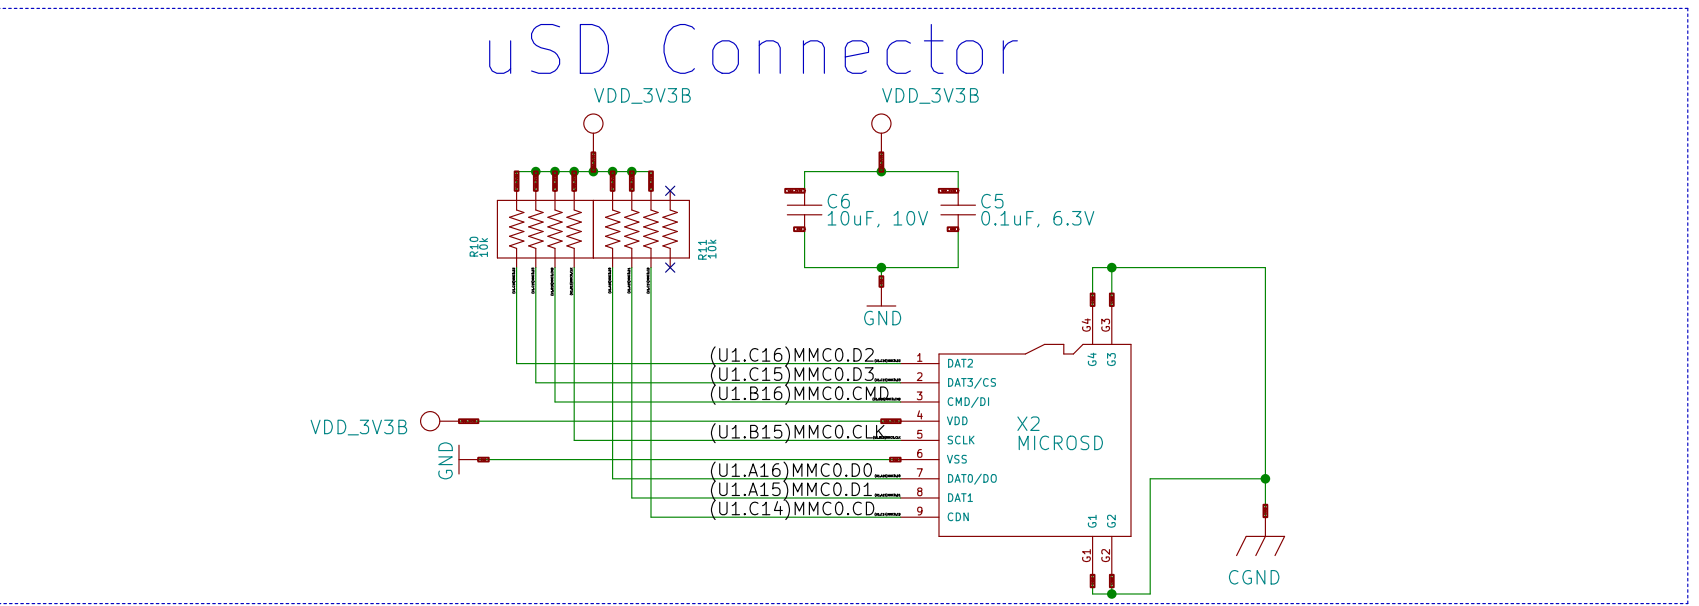 uSD Connector
VDD_3V3B
VDD_3V3B
R10
10k
R11
10k
C6
10uF, 10V
C5
0.1uF, 6.3V
GND
G4
G3
(U1.C16)MMC0.D2
1
DAT2
G4
G3
(U1.C15)MMC0.D3
2
DAT3/CS
(U1.B16)MMC0.CMD
3
CMD/DI
VDD_3V3B
4
VDD
X2
MICROSD
(U1.B15)MMC0.CLK
5
SCLK
GND
6
VSS
(U1.A16)MMC0.D0
7
DAT0/DO
(U1.A15)MMC0.D1
8
DAT1
(U1.C14)MMC0.CD
9
CDN
G1
G2
G1
G2
CGND